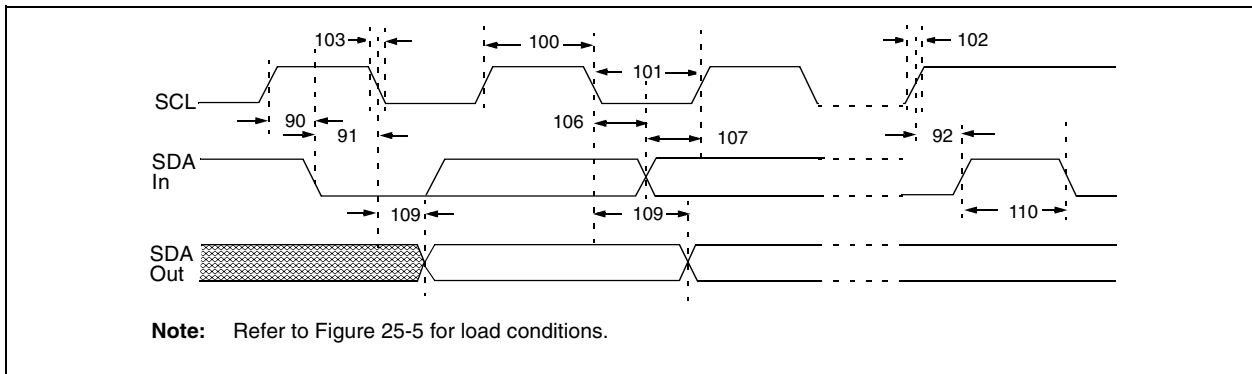 103
100
102
101
SCL
90
91
106
107
92
SDA
In
109
109
110
SDA
Out
Note: Refer to Figure 25-5 for load conditions.